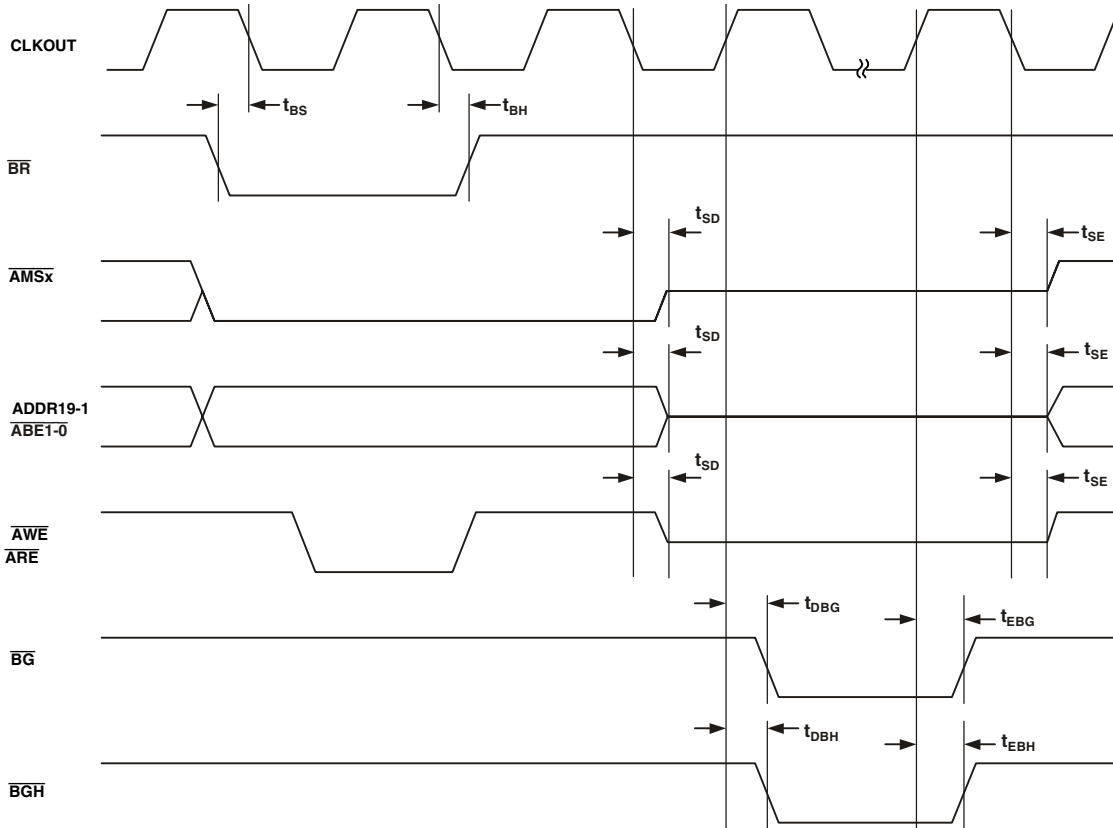 CLKOUT
tBS
tBH
BR
tSD
tSE
AMSx
tSD
tSE
ADDR19-1
ABE1-0
tSD
tSE
AWE
ARE
tDBG
tEBG
BG
tDBH
tEBH
BGH